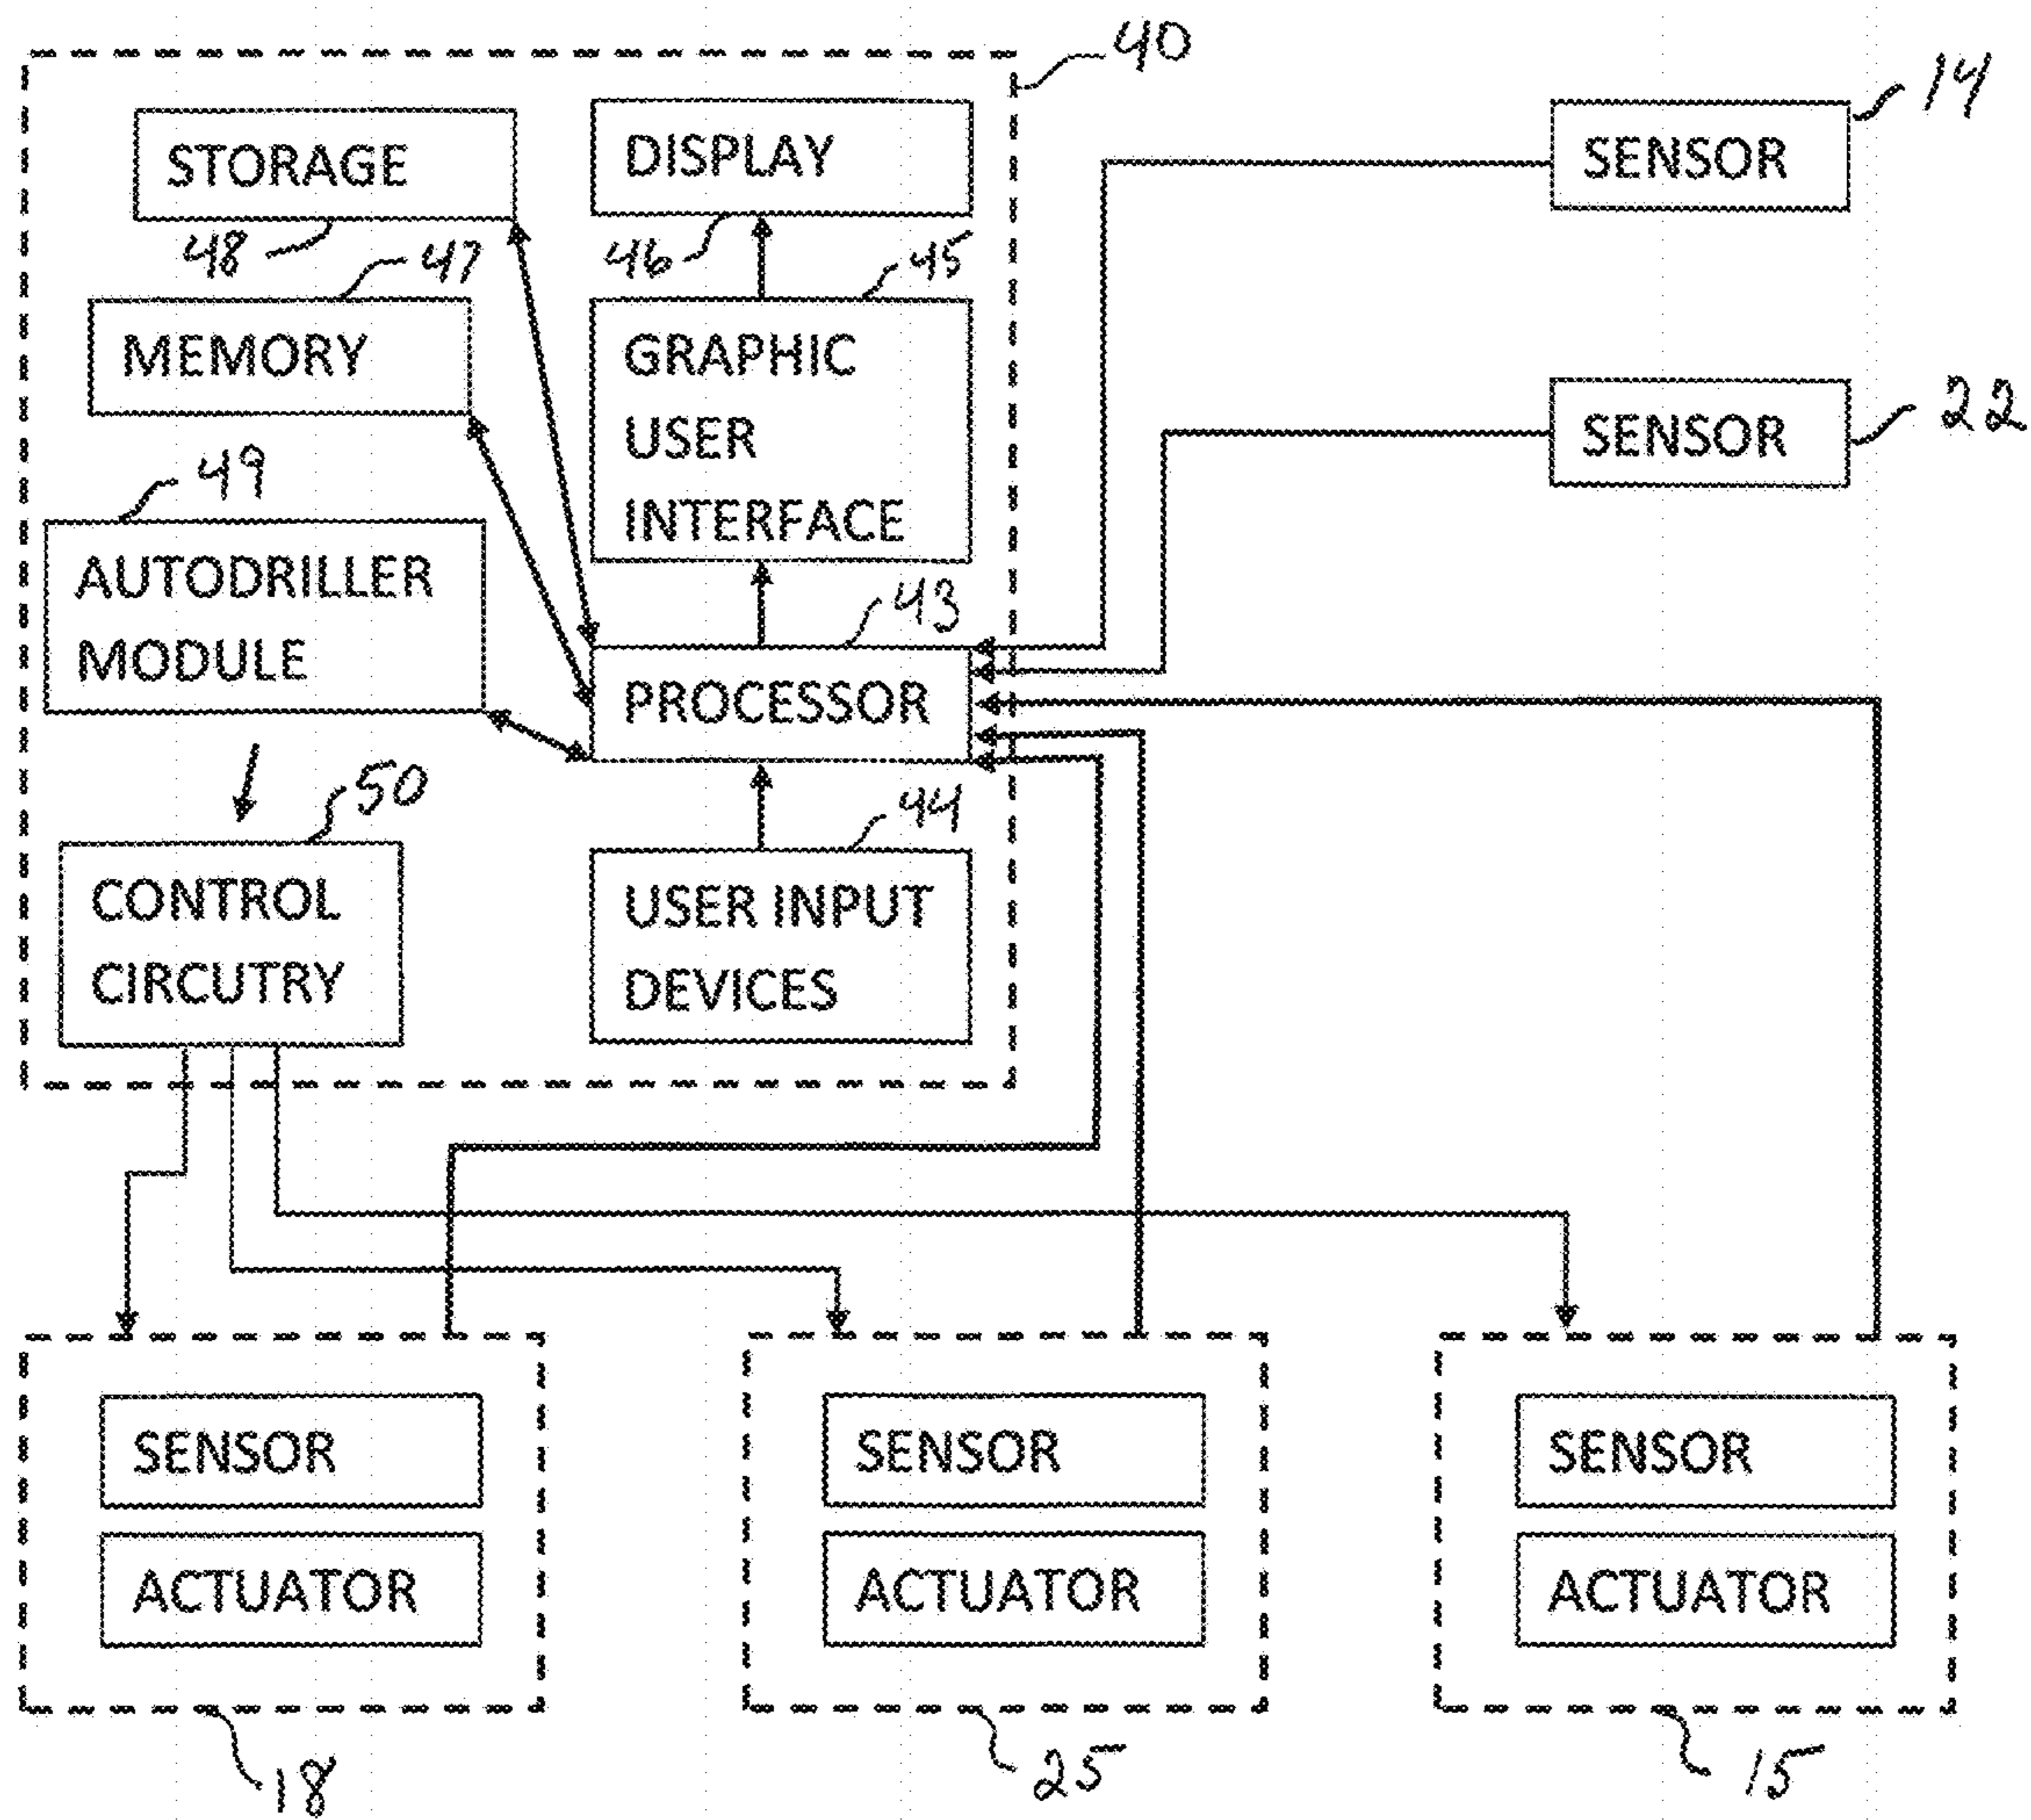 40
14
STORAGE
DISPLAY
SENSOR
48
47
46
45
MEMORY
GRAPHIC
USER
INTERFACE
SENSOR
22
49
AUTODRILLER
MODULE
43
PROCESSOR
50
44
CONTROL
CIRCUTRY
USER INPUT
DEVICES
SENSOR
ACTUATOR
SENSOR
ACTUATOR
SENSOR
ACTUATOR
18
25
15